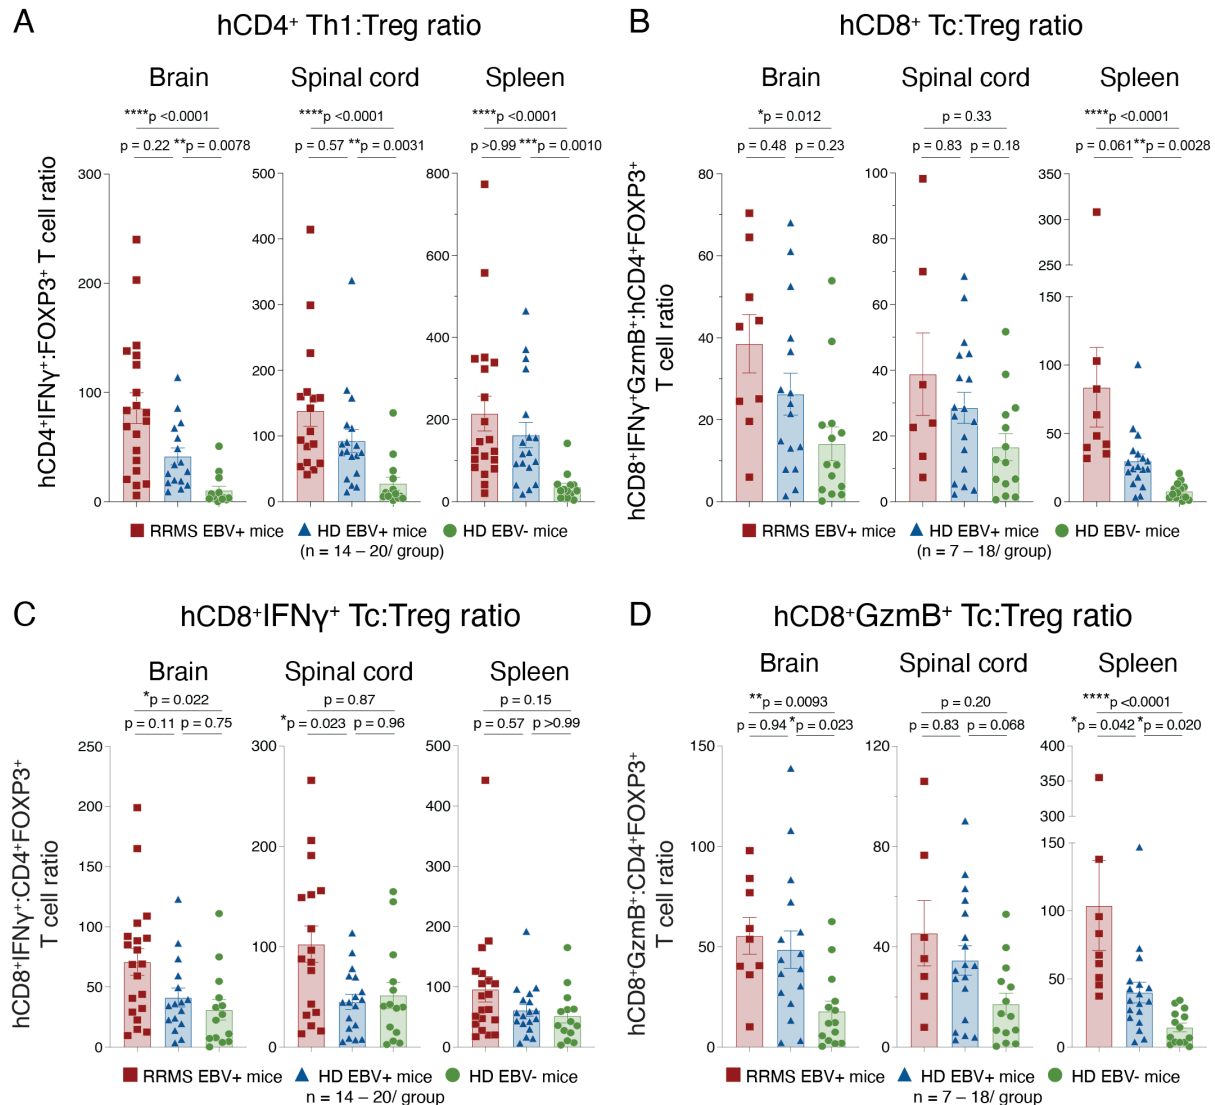 A
hCD4⁺ Th1:Treg ratio
Brain Spinal cord Spleen
****p <0.0001 ****p <0.0001 ****p <0.0001
p = 0.22 **p = 0.0078 p = 0.57 **p = 0.0031 p >0.99 ***p = 0.0010
hCD4⁺IFNγ⁺:FOXP3⁺ T cell ratio
300
200
100
0
500
400
300
200
100
0
800
600
400
200
0
RRMS EBV+ mice HD EBV+ mice HD EBV- mice
(n = 14 – 20/ group)
B
hCD8⁺ Tc:Treg ratio
Brain Spinal cord Spleen
*p = 0.012 p = 0.33 ****p <0.0001
p = 0.48 p = 0.23 p = 0.83 p = 0.18 p = 0.061 **p = 0.0028
hCD8⁺IFNγ⁺GzmB⁺:hCD4⁺FOXP3⁺
T cell ratio
80
60
40
20
0
100
80
60
40
20
0
350
300
250
150
100
50
0
RRMS EBV+ mice HD EBV+ mice HD EBV- mice
(n = 7 – 18/ group)
C
hCD8⁺IFNγ⁺ Tc:Treg ratio
Brain Spinal cord Spleen
*p = 0.022 p = 0.87 p = 0.15
p = 0.11 p = 0.75 *p = 0.023 p = 0.96 p = 0.57 p >0.99
hCD8⁺IFNγ⁺:CD4⁺FOXP3⁺
T cell ratio
250
200
150
100
50
0
300
200
100
0
500
400
300
200
100
0
RRMS EBV+ mice HD EBV+ mice HD EBV- mice
n = 14 – 20/ group
D
hCD8⁺GzmB⁺ Tc:Treg ratio
Brain Spinal cord Spleen
**p = 0.0093 p = 0.20 ****p <0.0001
p = 0.94 *p = 0.023 p = 0.83 p = 0.068 *p = 0.042 *p = 0.020
hCD8⁺GzmB⁺:CD4⁺FOXP3⁺
T cell ratio
150
100
50
0
120
80
40
0
400
350
300
150
100
50
0
RRMS EBV+ mice HD EBV+ mice HD EBV- mice
n = 7 – 18/ group